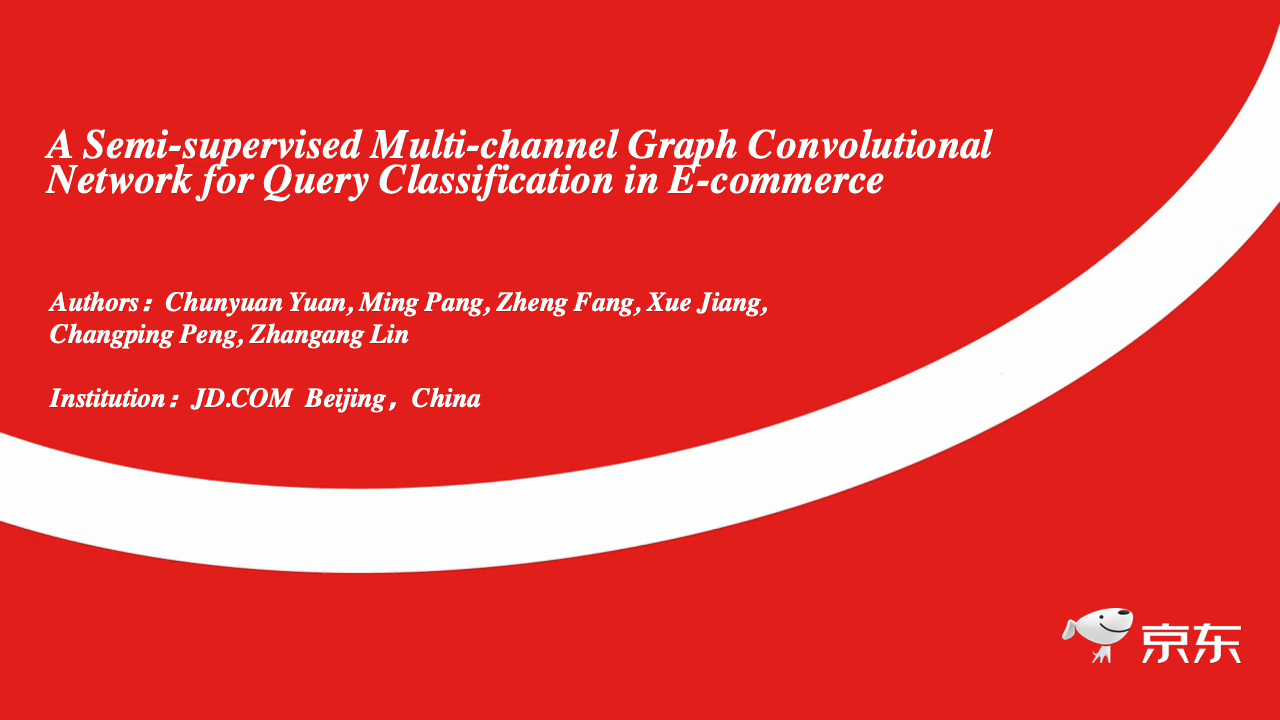 A Semi-supervised Multi-channel Graph Convolutional
Network for Query Classification in E-commerce
Authors：Chunyuan Yuan, Ming Pang, Zheng Fang, Xue Jiang,
Changping Peng, Zhangang Lin
Institution：JD.COM Beijing，China
京东